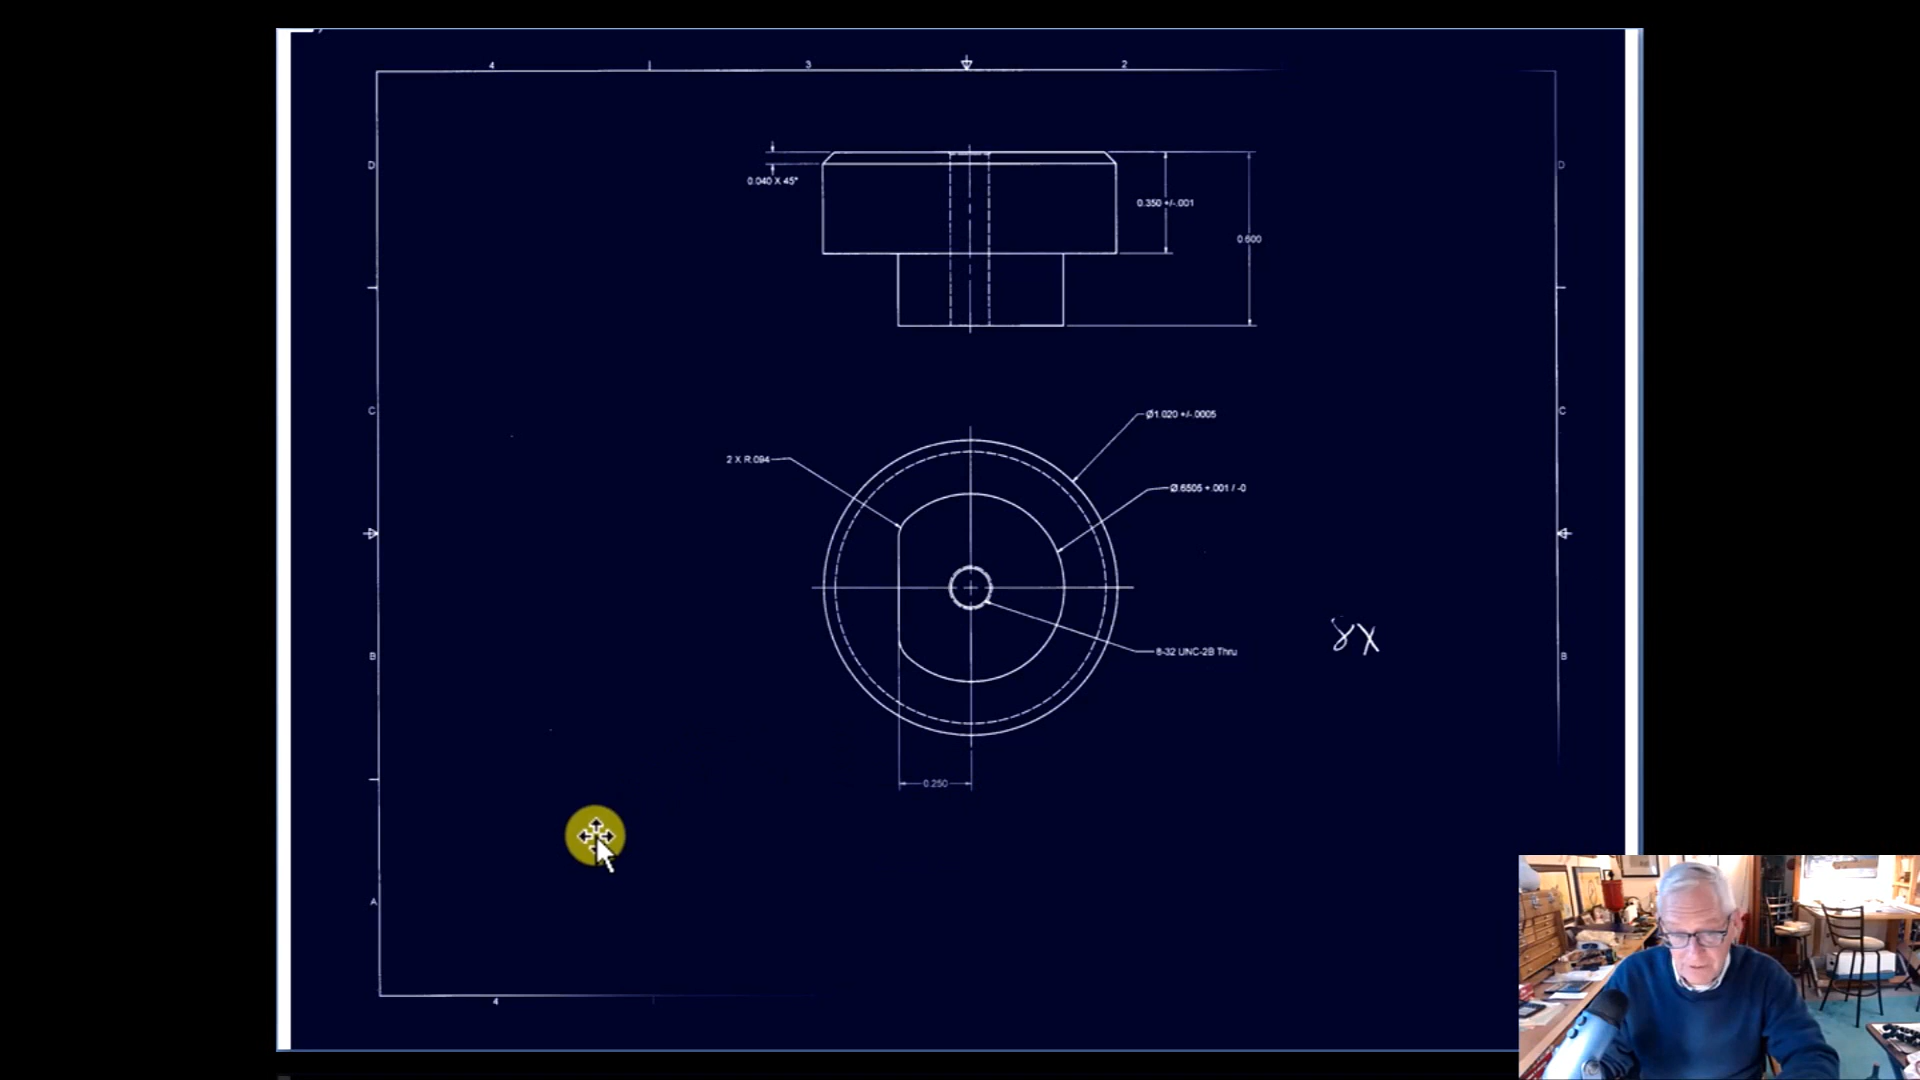 4 3 2
D D
0.040 X 45°
0.350 +/-.001
0.600
C C
Ø1.020 +/-.0005
2 X R.094
Ø.6505 +.001 / -0
8X
B B
8-32 UNC-2B Thru
0.250
A
4